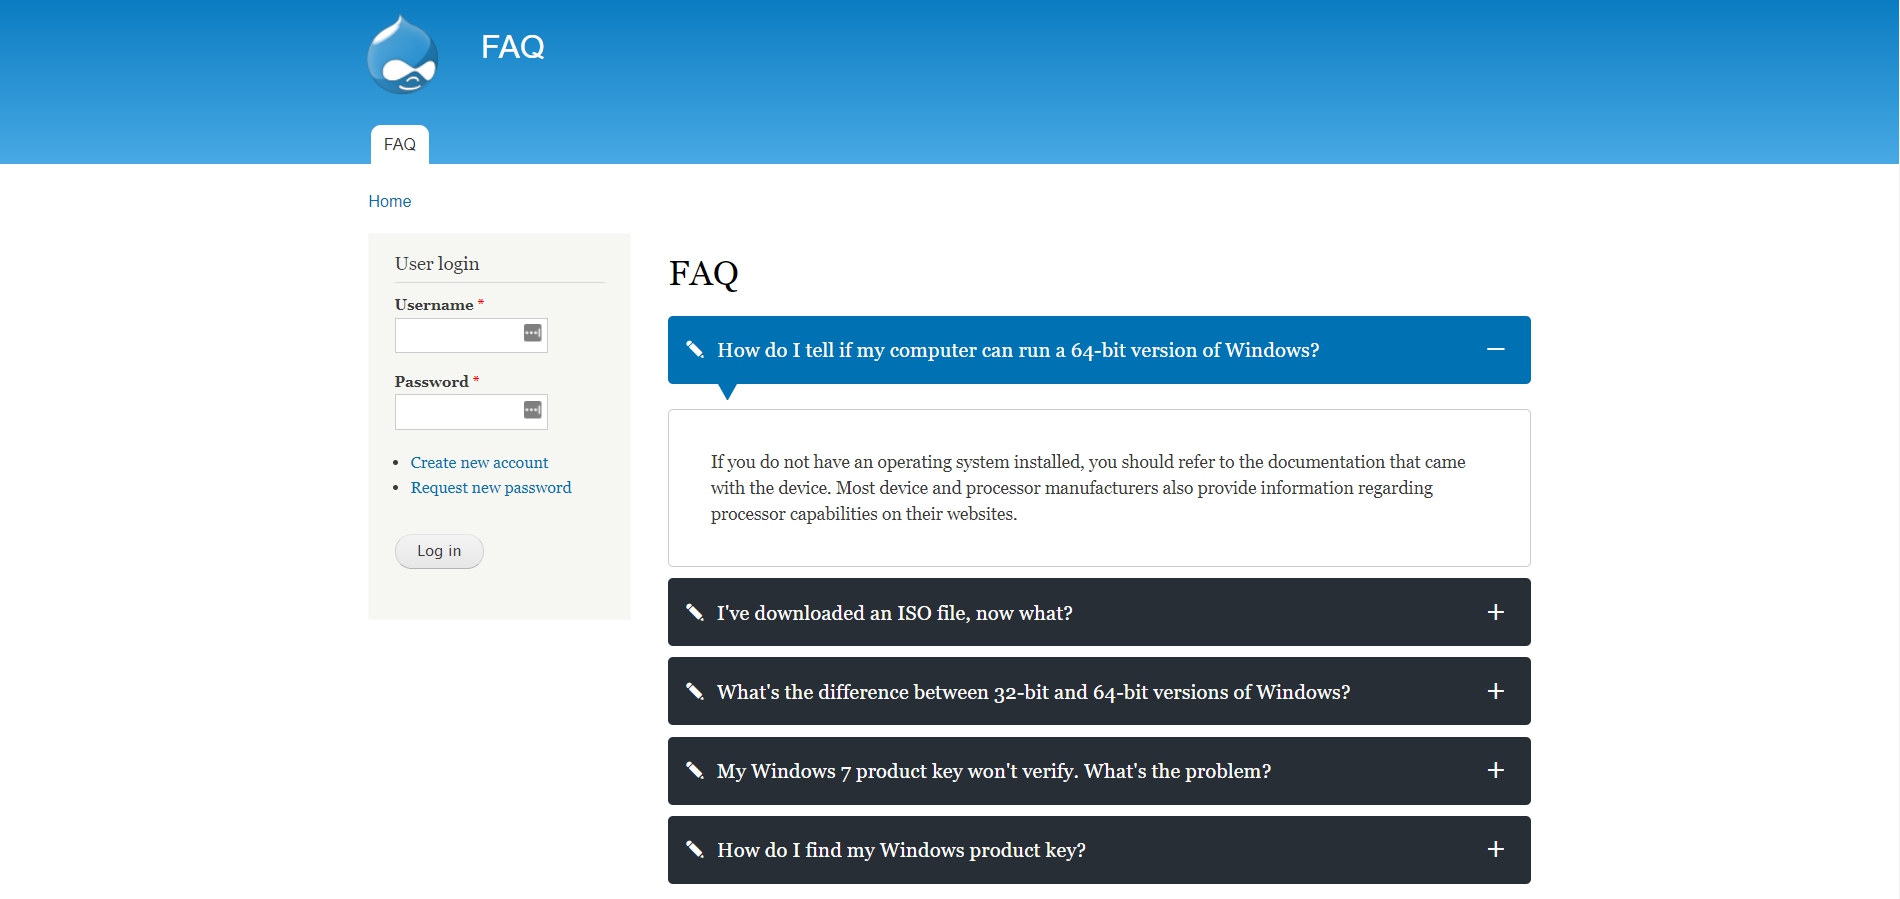 FAQ
FAQ
Home
User login
Username *
Password *
Create new account
Request new password
Log in
FAQ
How do I tell if my computer can run a 64-bit version of Windows?
If you do not have an operating system installed, you should refer to the documentation that came
with the device. Most device and processor manufacturers also provide information regarding
processor capabilities on their websites.
I've downloaded an ISO file, now what?
What's the difference between 32-bit and 64-bit versions of Windows?
My Windows 7 product key won't verify. What's the problem?
How do I find my Windows product key?